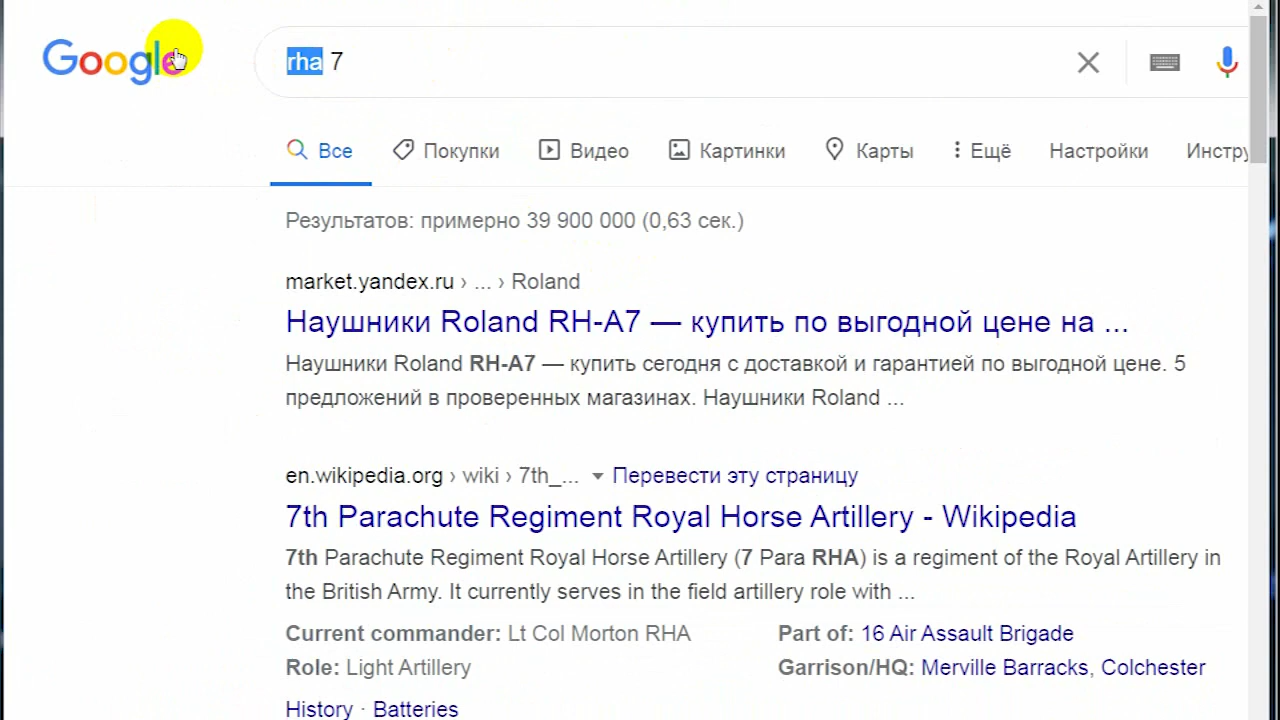 Google
rha 7
Все Покупки Видео Картинки Карты Ещё Настройки Инстру
Результатов: примерно 39 900 000 (0,63 сек.)
market.yandex.ru › ... › Roland
Наушники Roland RH-A7 — купить по выгодной цене на ...
Наушники Roland RH-A7 — купить сегодня с доставкой и гарантией по выгодной цене. 5
предложений в проверенных магазинах. Наушники Roland ...
en.wikipedia.org › wiki › 7th_... Перевести эту страницу
7th Parachute Regiment Royal Horse Artillery - Wikipedia
7th Parachute Regiment Royal Horse Artillery (7 Para RHA) is a regiment of the Royal Artillery in
the British Army. It currently serves in the field artillery role with ...
Current commander: Lt Col Morton RHA Part of: 16 Air Assault Brigade
Role: Light Artillery Garrison/HQ: Merville Barracks, Colchester
History · Batteries